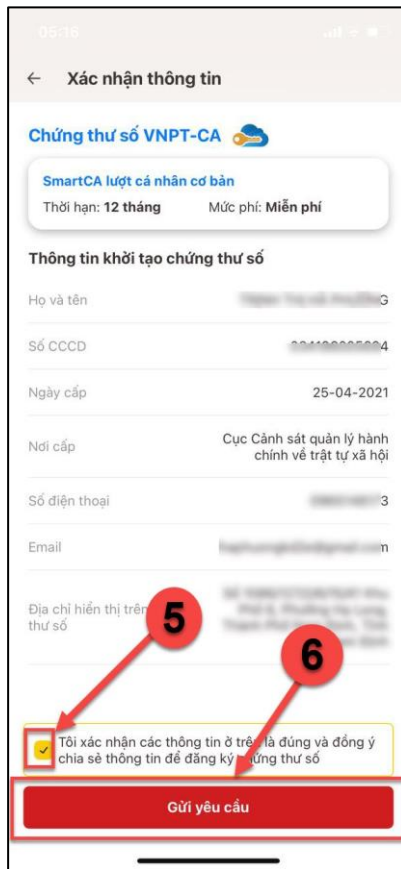 05:16
← Xác nhận thông tin
Chứng thư số VNPT-CA
SmartCA lượt cá nhân cơ bản
Thời hạn: 12 tháng Mức phí: Miễn phí
Thông tin khởi tạo chứng thư số
Họ và tên G
Số CCCD 4
Ngày cấp 25-04-2021
Nơi cấp Cục Cảnh sát quản lý hành
chính về trật tự xã hội
Số điện thoại 3
Email m
Địa chỉ hiển thị trên
thư số
5
6
Tôi xác nhận các thông tin ở trên là đúng và đồng ý
chia sẻ thông tin để đăng ký chứng thư số
Gửi yêu cầu